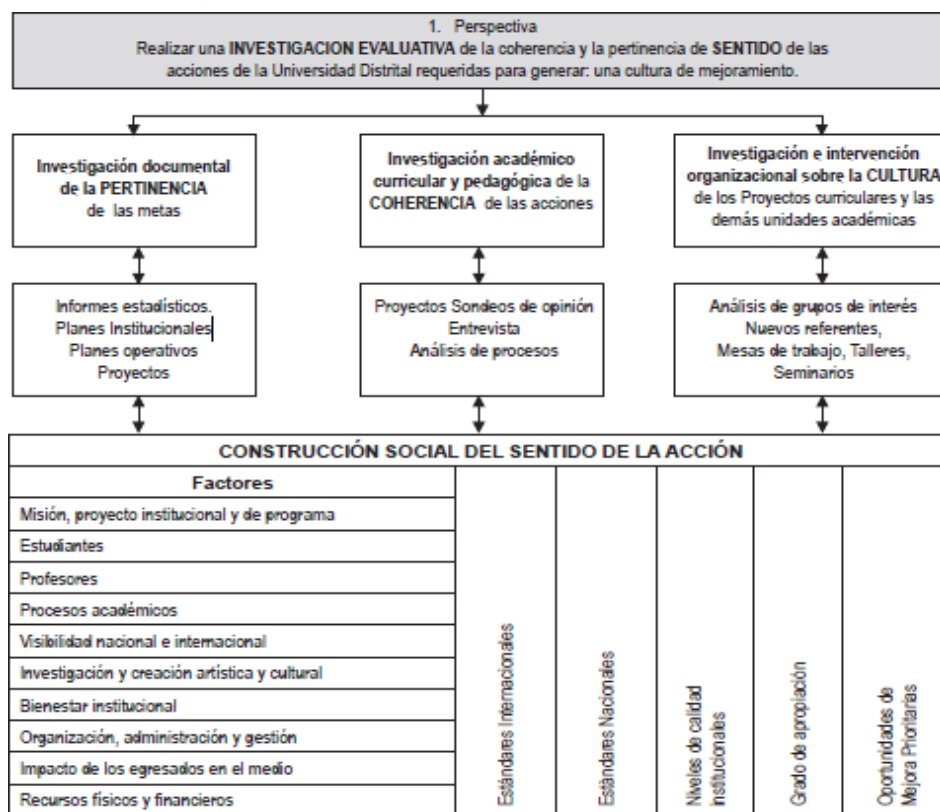 1. Perspectiva
Realizar una INVESTIGACION EVALUATIVA de la coherencia y la pertinencia de SENTIDO de las
acciones de la Universidad Distrital requeridas para generar: una cultura de mejoramiento.
Investigación documental
de la PERTINENCIA
de las metas
Investigación académico
curricular y pedagógica de la
COHERENCIA de las acciones
Investigación e intervención
organizacional sobre la CULTURA
de los Proyectos curriculares y las
demás unidades académicas
Informes estadísticos.
Planes Institucionales
Planes operativos
Proyectos
Proyectos Sondeos de opinión
Entrevista
Análisis de procesos
Análisis de grupos de interés
Nuevos referentes,
Mesas de trabajo, Talleres,
Seminarios
CONSTRUCCIÓN SOCIAL DEL SENTIDO DE LA ACCIÓN
Factores
Misión, proyecto institucional y de programa
Estudiantes
Profesores
Procesos académicos
Visibilidad nacional e internacional
Investigación y creación artística y cultural
Bienestar institucional
Organización, administración y gestión
Impacto de los egresados en el medio
Recursos físicos y financieros
Estándares Internacionales
Estándares Nacionales
Niveles de calidad
institucionales
Grado de apropiación
Oportunidades de
Mejora Prioritarias